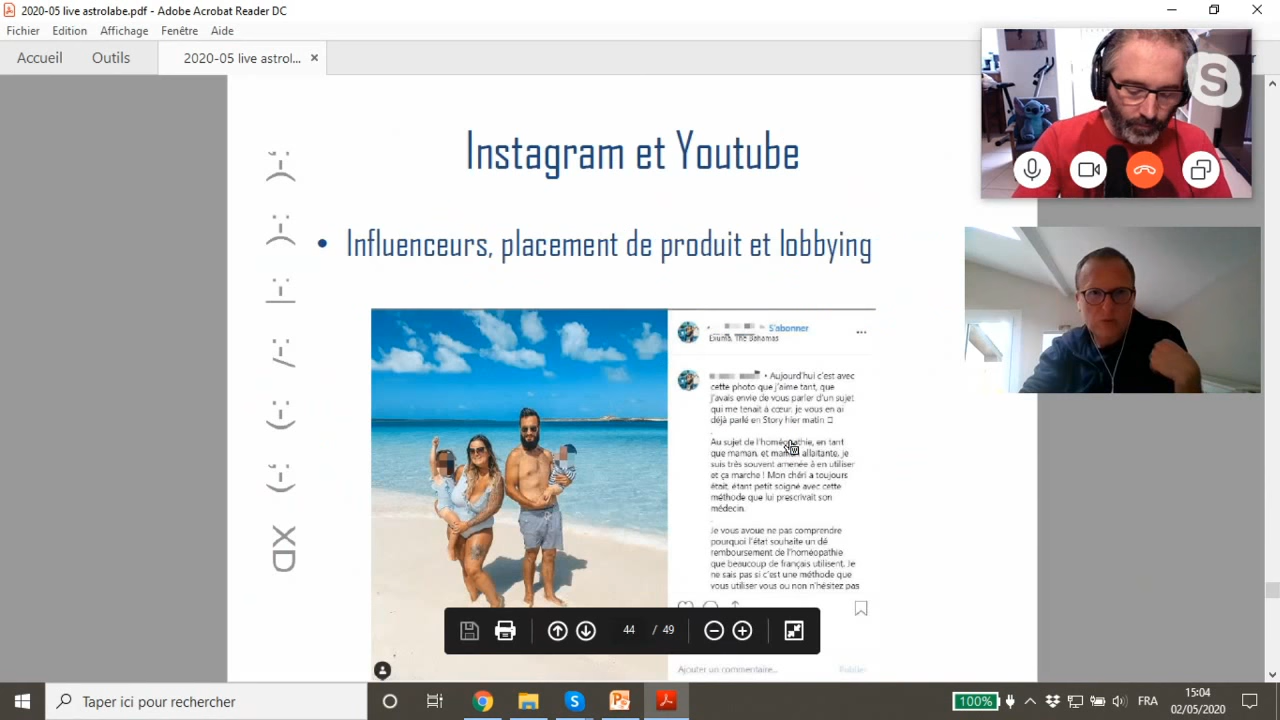 2020-05 live astrolabe.pdf - Adobe Acrobat Reader DC
Fichier Edition Affichage Fenêtre Aide
Accueil Outils 2020-05 live astrol...
Instagram et Youtube
• Influenceurs, placement de produit et lobbying
:-(
:-(
:-|
:-/
:-)
:-)
XD
S'abonner
Exuma, The Bahamas
• Aujourd'hui c'est avec
cette photo que j'aime tant, que
j'avais envie de vous parler d'un sujet
qui me tenait à cœur, je vous en ai
déjà parlé en Story hier matin
.
Au sujet de l'homéopathie, en tant
que maman, et maman allaitante, je
suis très souvent amenée à en utiliser
et ça marche ! Mon chéri a toujours
était, étant petit soigné avec cette
méthode que lui prescrivait son
médecin.
.
Je vous avoue ne pas comprendre
pourquoi l'état souhaite un dé
remboursement de l'homéopathie
que beaucoup de français utilisent. Je
ne sais pas si c'est une méthode que
vous utiliser vous ou non n'hésitez pas
Ajouter un commentaire... Publier
44 / 49
S
Taper ici pour rechercher
100%
FRA
15:04
02/05/2020